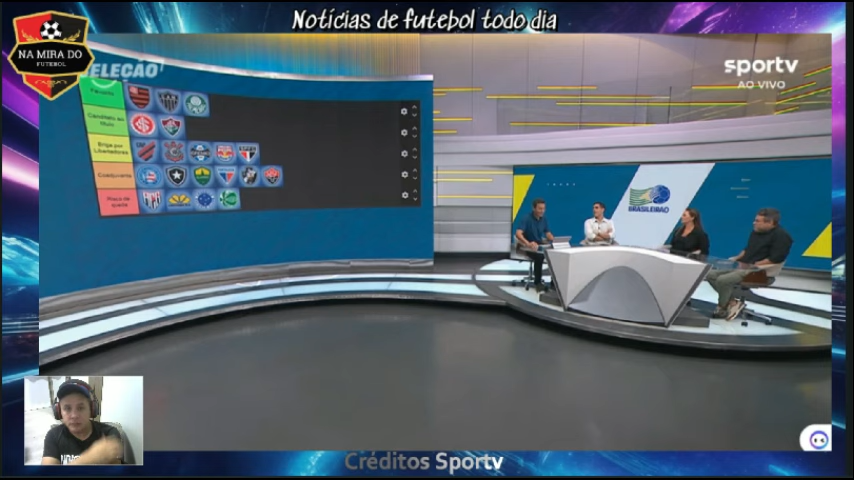 Notícias de futebol todo dia
NA MIRA DO
FUTEBOL
ELEÇÃO
sportv
AO VIVO
Favorito
Candidato ao
título
Briga por
Libertadores
Coadjuvante
Risco de
queda
BRASILEIRÃO
Créditos Sportv